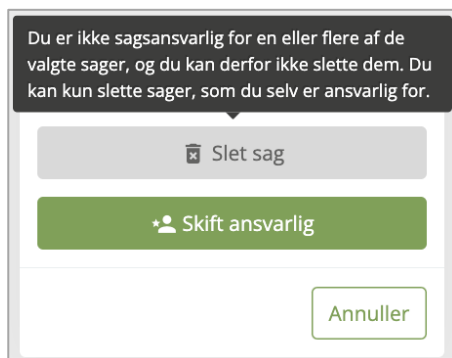 Du er ikke sagsansvarlig for en eller flere af de
valgte sager, og du kan derfor ikke slette dem. Du
kan kun slette sager, som du selv er ansvarlig for.
Slet sag
Skift ansvarlig
Annuller